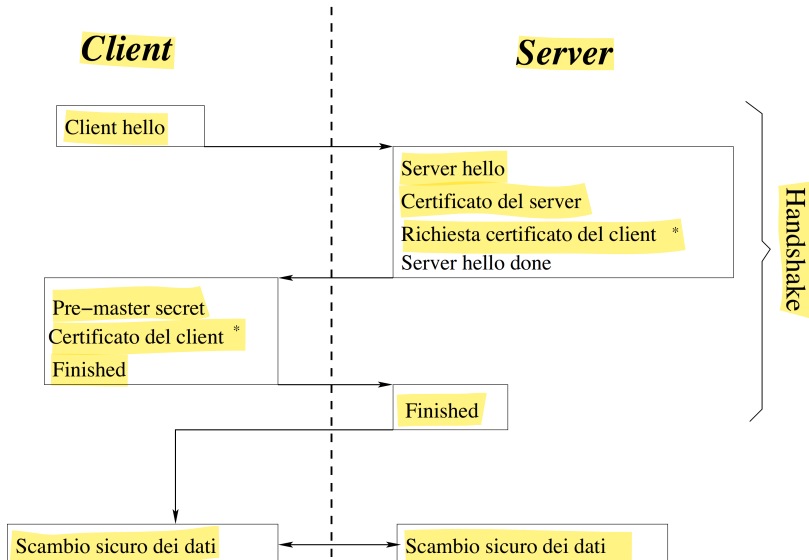 Client
Server
Client hello
Server hello
Certificato del server
Richiesta certificato del client *
Server hello done
Handshake
Pre−master secret
Certificato del client *
Finished
Finished
Scambio sicuro dei dati
Scambio sicuro dei dati